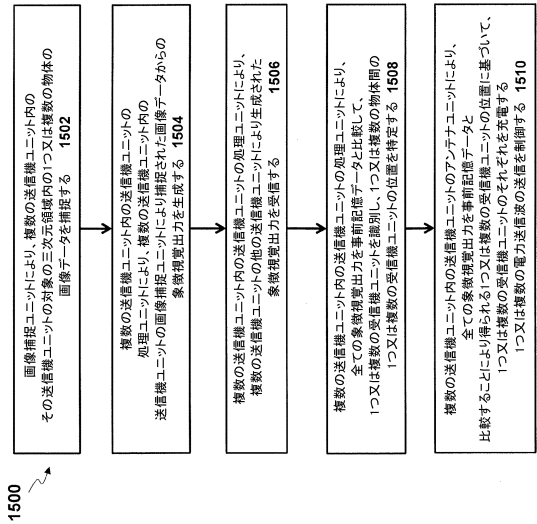 1500
画像捕捉ユニットにより、複数の送信機ユニット内の
その送信機ユニットの対象の三次元領域内の1つ又は複数の物体の
画像データを捕捉する 1502
複数の送信機ユニット内の送信機ユニットの
処理ユニットにより、複数の送信機ユニット内の
送信機ユニットの画像捕捉ユニットにより捕捉された画像データからの
象徴視覚出力を生成する 1504
複数の送信機ユニット内の送信機ユニットの処理ユニットにより、
複数の送信機ユニットの他の送信機ユニットにより生成された
象徴視覚出力を受信する 1506
複数の送信機ユニット内の送信機ユニットの処理ユニットにより、
全ての象徴視覚出力を事前記憶データと比較して、
1つ又は複数の受信機ユニットを識別し、1つ又は複数の物体間の
1つ又は複数の受信機ユニットの位置を特定する 1508
複数の送信機ユニット内の送信機ユニットのアンテナユニットにより、
全ての象徴視覚出力を事前記憶データと
比較することにより得られる1つ又は複数の受信機ユニットの位置に基づいて、
1つ又は複数の受信機ユニットのそれぞれを充電する
1つ又は複数の電力送信波の送信を制御する 1510